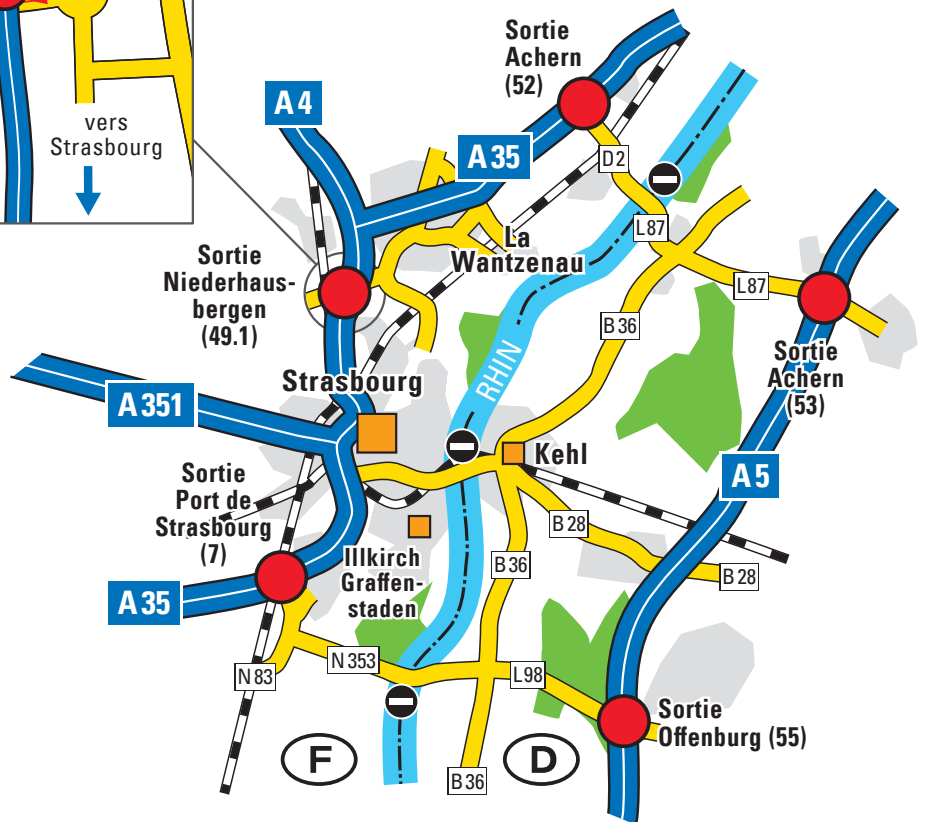 vers
Strasbourg
Sortie
Achern
(52)
A 4
A 35
D2
L87
La
Wantzenau
Sortie
Niederhaus-
bergen
(49.1)
L87
B 36
RHIN
Sortie
Achern
(53)
Strasbourg
A 351
Kehl
A 5
Sortie
Port de
Strasbourg
(7)
B 28
Illkirch
Graffen-
staden
B 36
B 28
A 35
N 353
N 83
L98
Sortie
Offenburg (55)
F
D
B 36